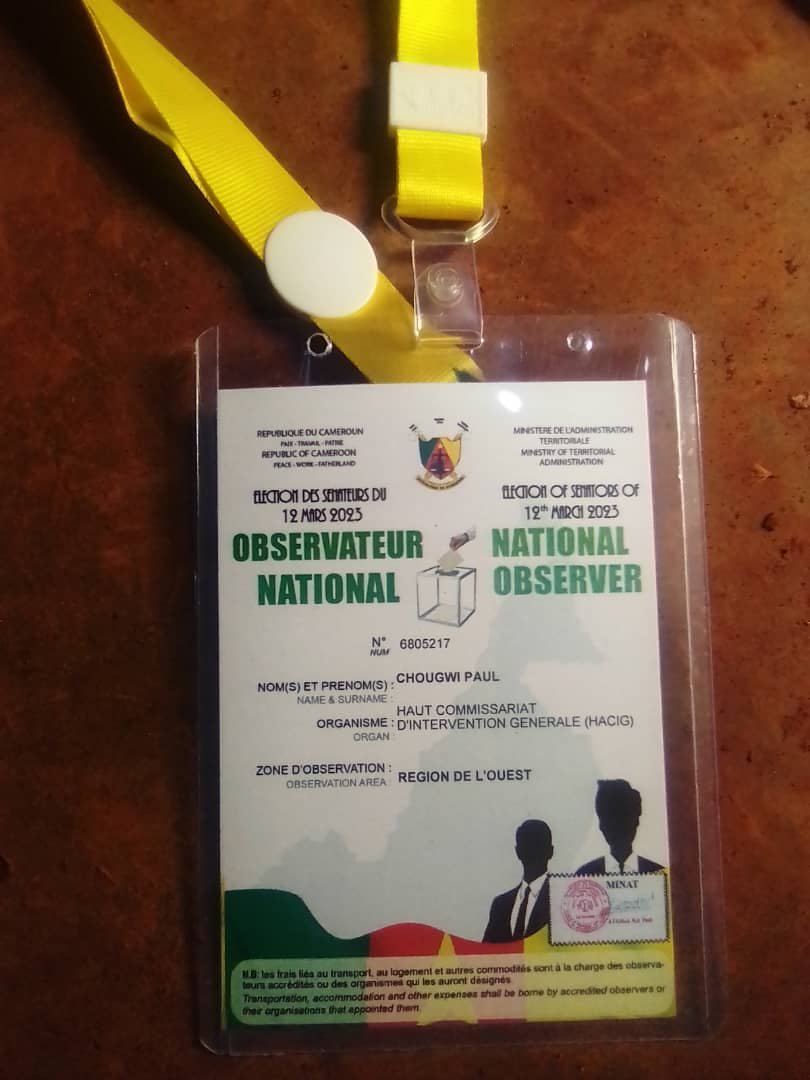 REPUBLIQUE DU CAMEROUN
PAIX - TRAVAIL - PATRIE
REPUBLIC OF CAMEROON
PEACE - WORK - FATHERLAND
MINISTERE DE L'ADMINISTRATION
TERRITORIALE
MINISTRY OF TERRITORIAL
ADMINISTRATION
ELECTION DES SENATEURS DU
12 MARS 2023
ELECTION OF SENATORS OF
12th MARCH 2023
OBSERVATEUR
NATIONAL
NATIONAL
OBSERVER
N° 6805217
NUM
NOM(S) ET PRENOM(S) : CHOUGWI PAUL
NAME & SURNAME :
HAUT COMMISSARIAT
ORGANISME : D'INTERVENTION GENERALE (HACIG)
ORGAN :
ZONE D'OBSERVATION : REGION DE L'OUEST
OBSERVATION AREA :
MINAT
N.B: les frais liés au transport, au logement et autres commodités sont à la charge des observa-
teurs accrédités ou des organismes qui les auront désignés.
Transportation, accommodation and other expenses shall be borne by accredited observers or
their organisations that appointed them.